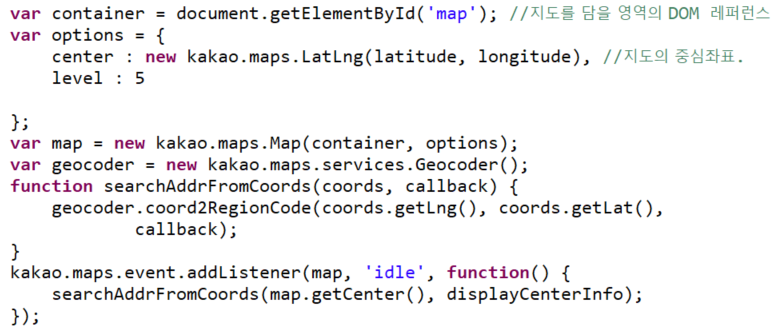 var container = document.getElementById('map'); //지도를 담을 영역의 DOM 레퍼런스
var options = {
    center : new kakao.maps.LatLng(latitude, longitude), //지도의 중심좌표.
    level : 5

};
var map = new kakao.maps.Map(container, options);
var geocoder = new kakao.maps.services.Geocoder();
function searchAddrFromCoords(coords, callback) {
    geocoder.coord2RegionCode(coords.getLng(), coords.getLat(),
            callback);
}
kakao.maps.event.addListener(map, 'idle', function() {
    searchAddrFromCoords(map.getCenter(), displayCenterInfo);
});